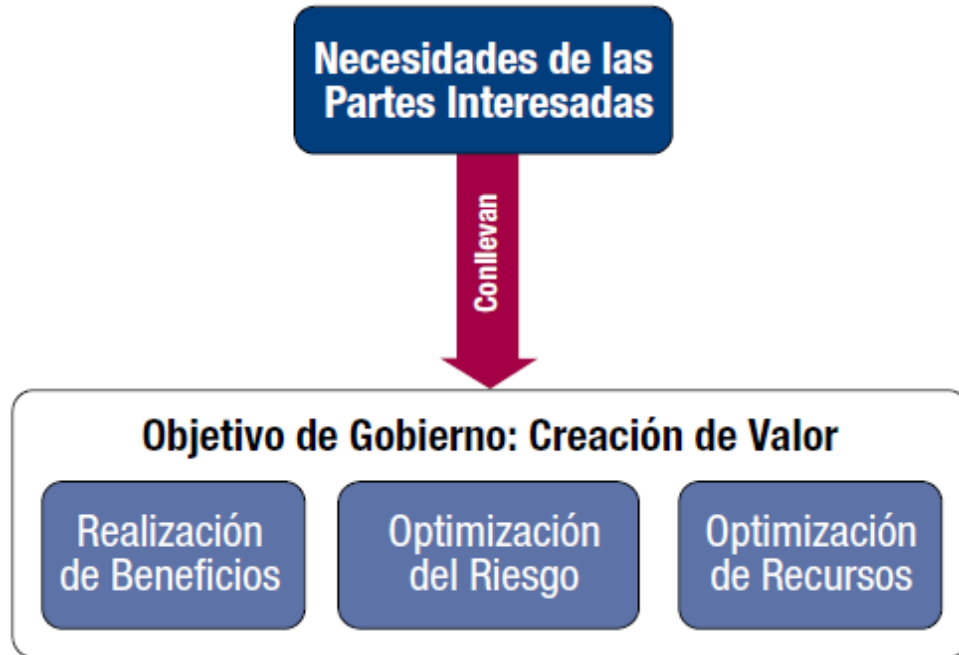 Necesidades de las
Partes Interesadas
Conllevan
Objetivo de Gobierno: Creación de Valor
Realización
de Beneficios
Optimización
del Riesgo
Optimización
de Recursos